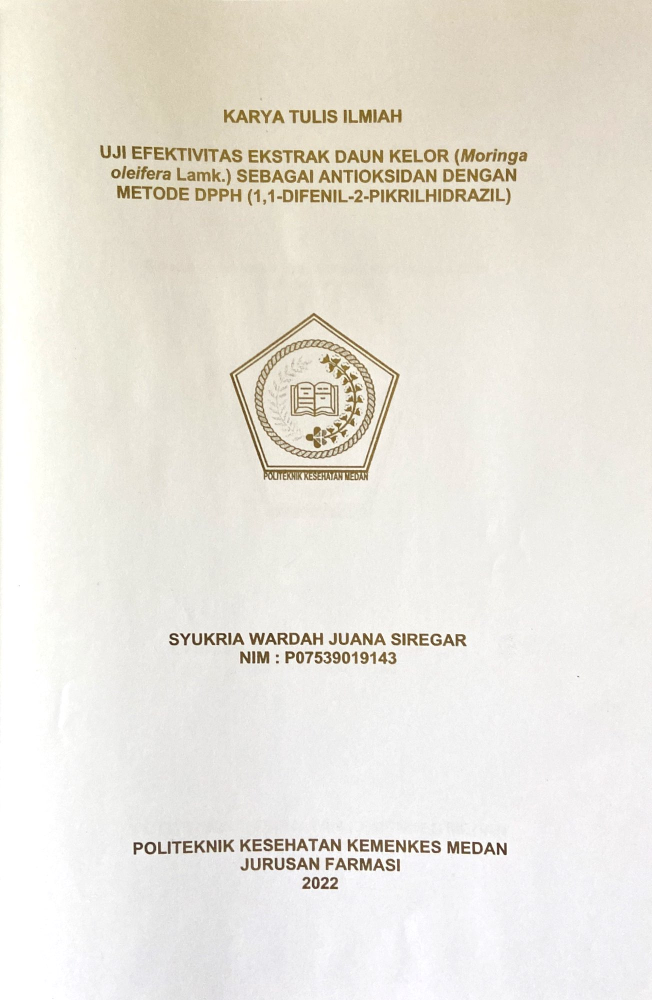 KARYA TULIS ILMIAH
UJI EFEKTIVITAS EKSTRAK DAUN KELOR (Moringa
oleifera Lamk.) SEBAGAI ANTIOKSIDAN DENGAN
METODE DPPH (1,1-DIFENIL-2-PIKRILHIDRAZIL)
POLITEKNIK KESEHATAN MEDAN
SYUKRIA WARDAH JUANA SIREGAR
NIM : P07539019143
POLITEKNIK KESEHATAN KEMENKES MEDAN
JURUSAN FARMASI
2022